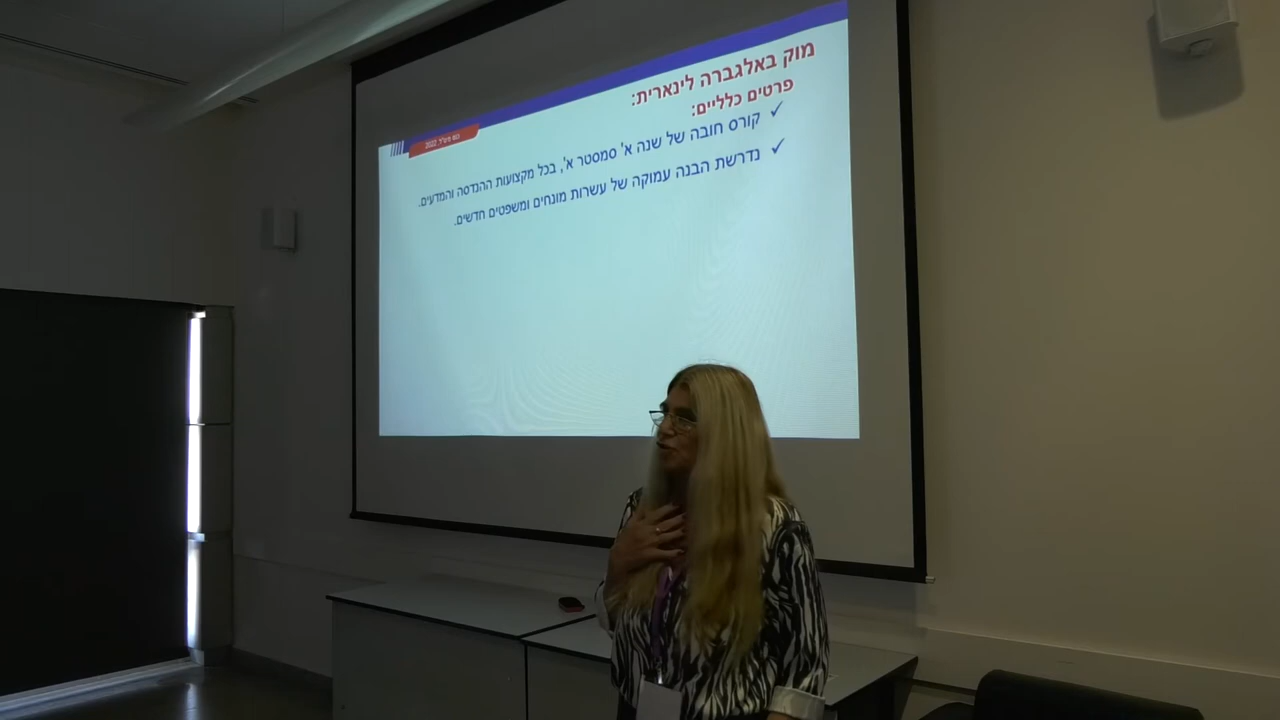 מוק באלגברה לינארית:
פרטים כלליים:
✓ קורס חובה של שנה א' סמסטר א', בכל מקצועות ההנדסה והמדעים.
✓ נדרשת הבנה עמוקה של עשרות מונחים ומשפטים חדשים.
2022